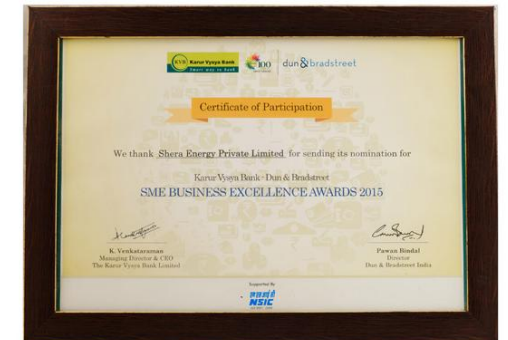 KVB Karur Vysya Bank
Smart way to Bank
100
dun & bradstreet
Certificate of Participation
We thank Shera Energy Private Limited for sending its nomination for
Karur Vysya Bank - Dun & Bradstreet
SME BUSINESS EXCELLENCE AWARDS 2015
K. Venkataraman
Managing Director & CEO
The Karur Vysya Bank Limited
Pawan Bindal
Director
Dun & Bradstreet India
Supported By
NSIC